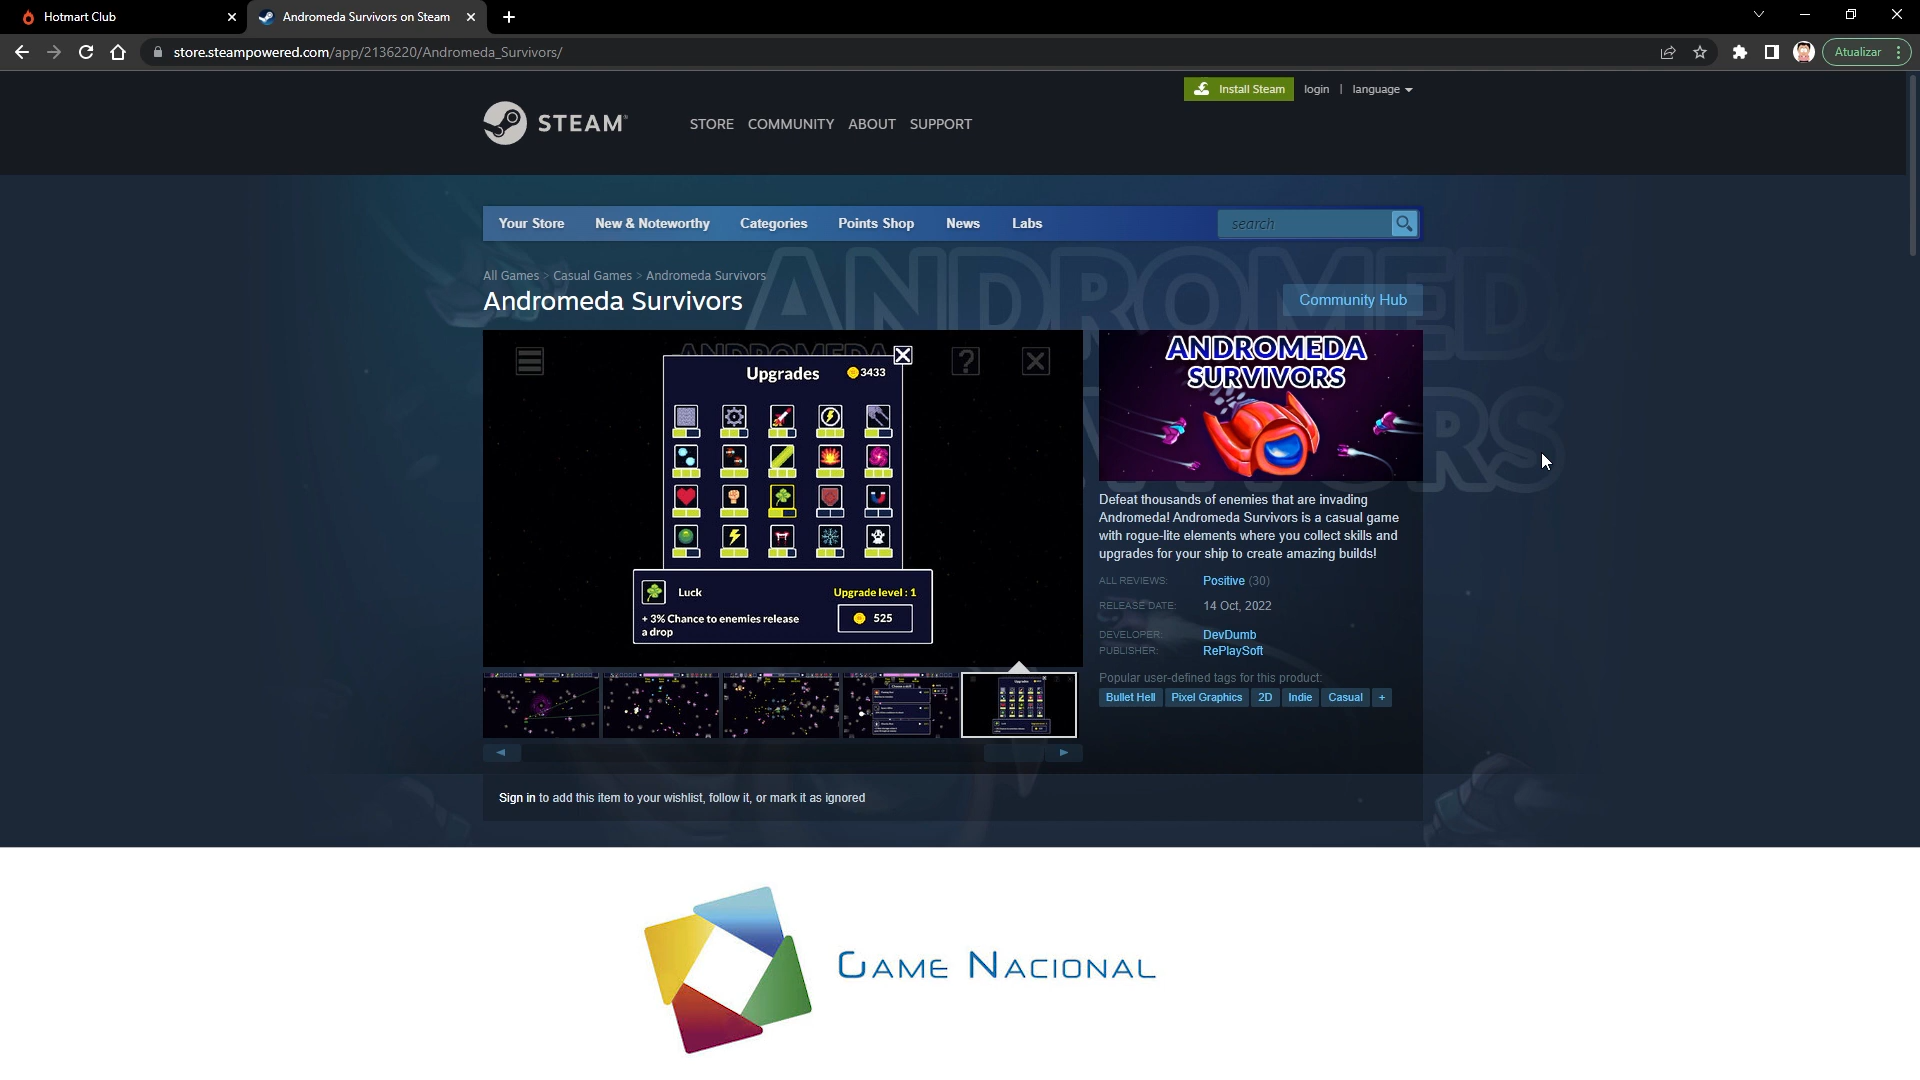 Hotmart Club
Andromeda Survivors on Steam
store.steampowered.com/app/2136220/Andromeda_Survivors/
Atualizar
Install Steam
login | language
STEAM®
STORE COMMUNITY ABOUT SUPPORT
Your Store New & Noteworthy Categories Points Shop News Labs
search
All Games > Casual Games > Andromeda Survivors
Andromeda Survivors
Community Hub
Upgrades
3433
Luck
Upgrade level : 1
+ 3% Chance to enemies release
a drop
525
ANDROMEDA
SURVIVORS
Defeat thousands of enemies that are invading
Andromeda! Andromeda Survivors is a casual game
with rogue-lite elements where you collect skills and
upgrades for your ship to create amazing builds!
ALL REVIEWS: Positive (30)
RELEASE DATE: 14 Oct, 2022
DEVELOPER: DevDumb
PUBLISHER: RePlaySoft
Popular user-defined tags for this product:
Bullet Hell Pixel Graphics 2D Indie Casual +
Sign in to add this item to your wishlist, follow it, or mark it as ignored
GAME NACIONAL